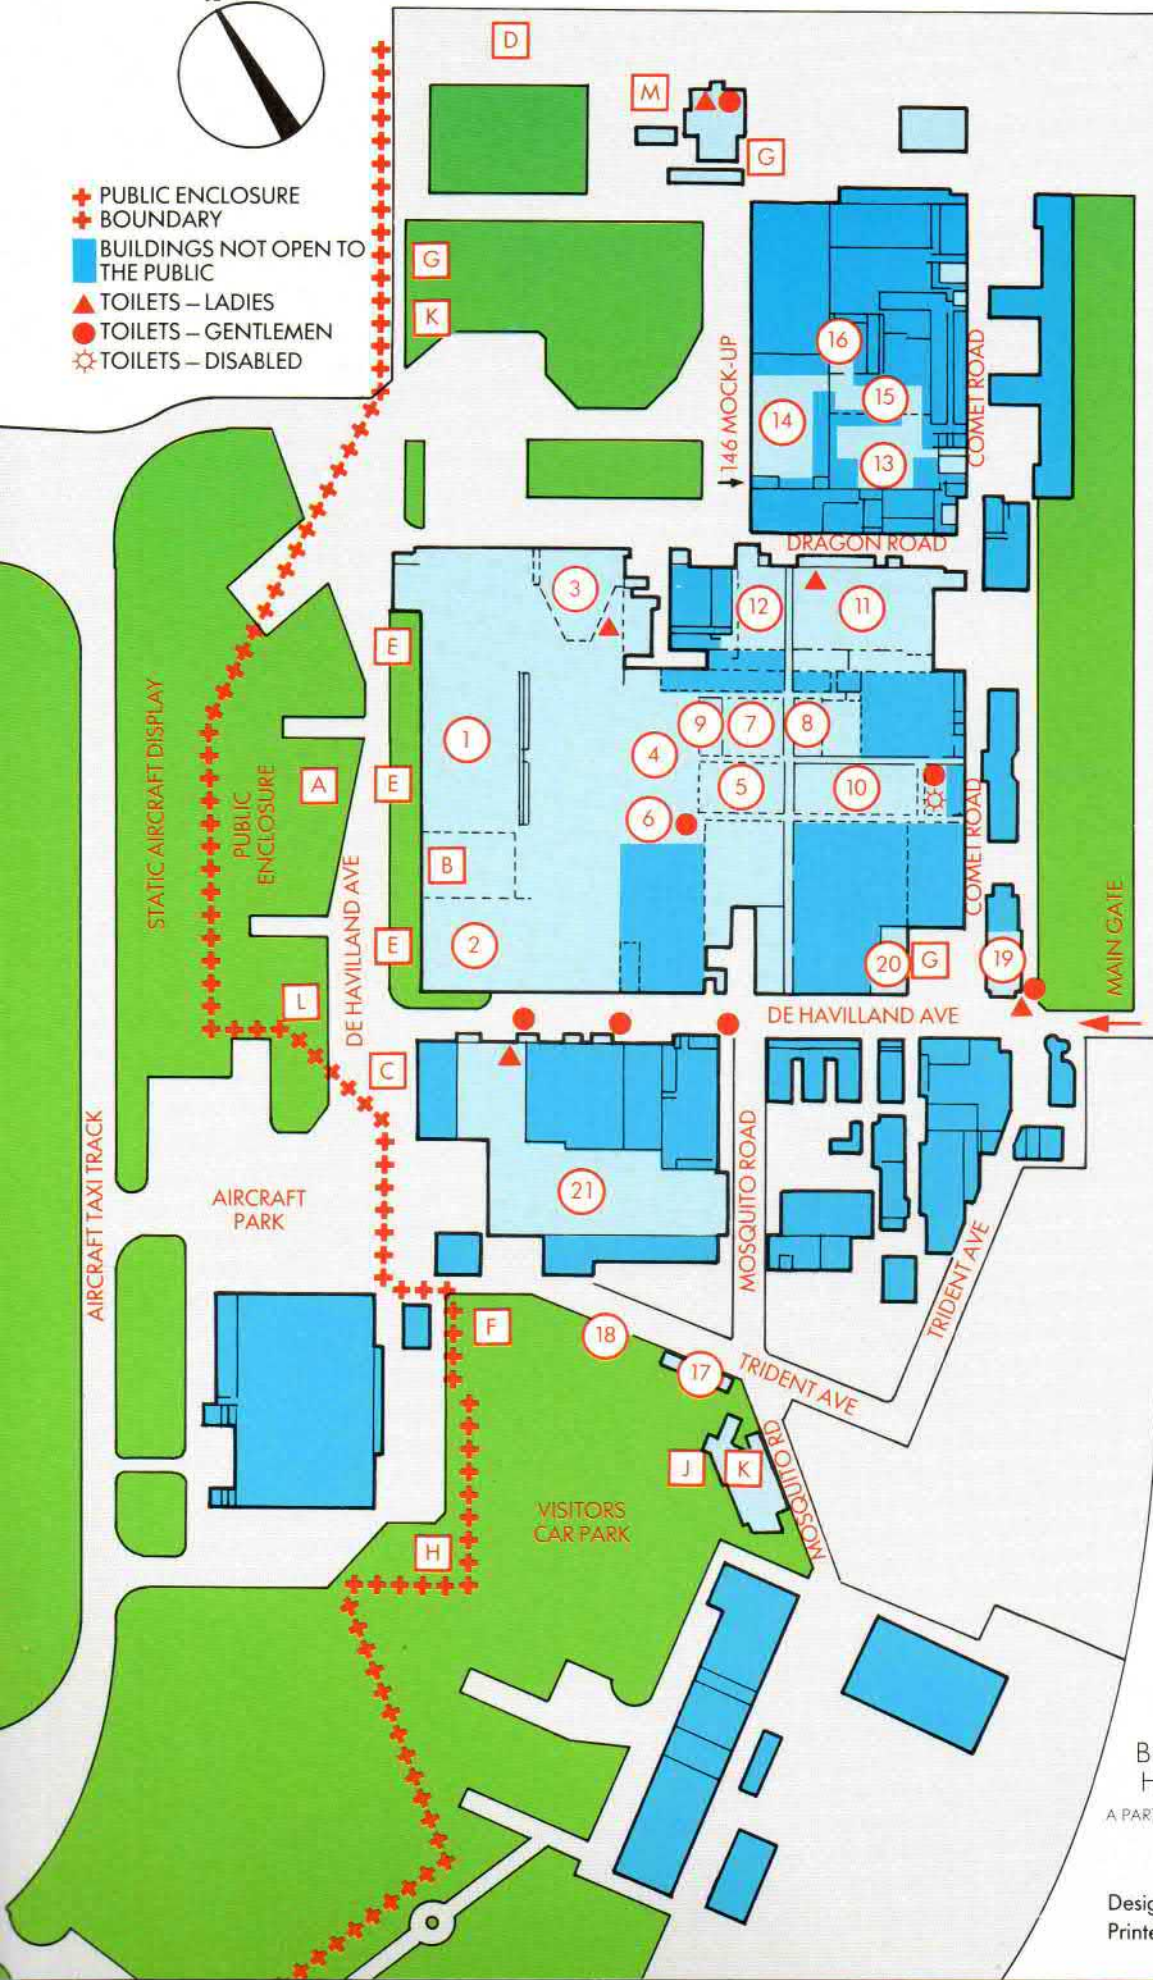 D
M
G
PUBLIC ENCLOSURE
BOUNDARY
BUILDINGS NOT OPEN TO
THE PUBLIC
TOILETS – LADIES
TOILETS – GENTLEMEN
TOILETS – DISABLED
G
K
146 MOCK-UP
16
15
14
13
COMET ROAD
DRAGON ROAD
3
12
11
E
STATIC AIRCRAFT DISPLAY
PUBLIC
ENCLOSURE
A
1
E
9
7
8
4
5
10
6
B
COMET ROAD
MAIN GATE
DE HAVILLAND AVE
E
2
20
G
19
L
DE HAVILLAND AVE
C
AIRCRAFT TAXI TRACK
AIRCRAFT
PARK
21
MOSQUITO ROAD
TRIDENT AVE
F
18
17
TRIDENT AVE
J
K
MOSQUITO RD
VISITORS
CAR PARK
H
B
H
A PAR
Desig
Printe